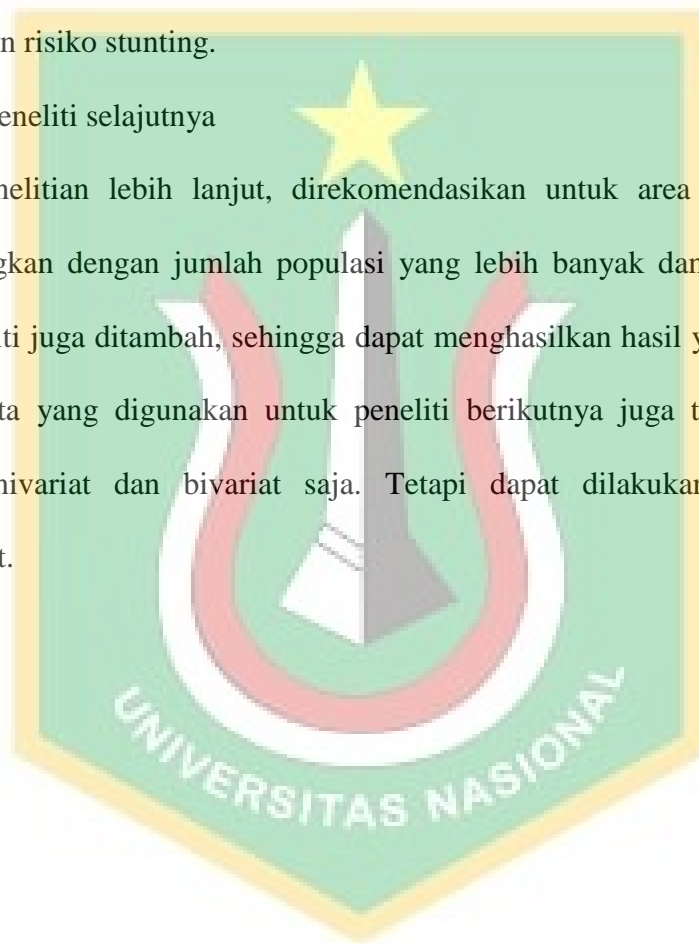 n risiko stunting.
eneliti selajutnya
nelitian lebih lanjut, direkomendasikan untuk area
gkan dengan jumlah populasi yang lebih banyak dan
iti juga ditambah, sehingga dapat menghasilkan hasil y
ta yang digunakan untuk peneliti berikutnya juga t
nivariat dan bivariat saja. Tetapi dapat dilakukan
t.
UNIVERSITAS NASIONAL